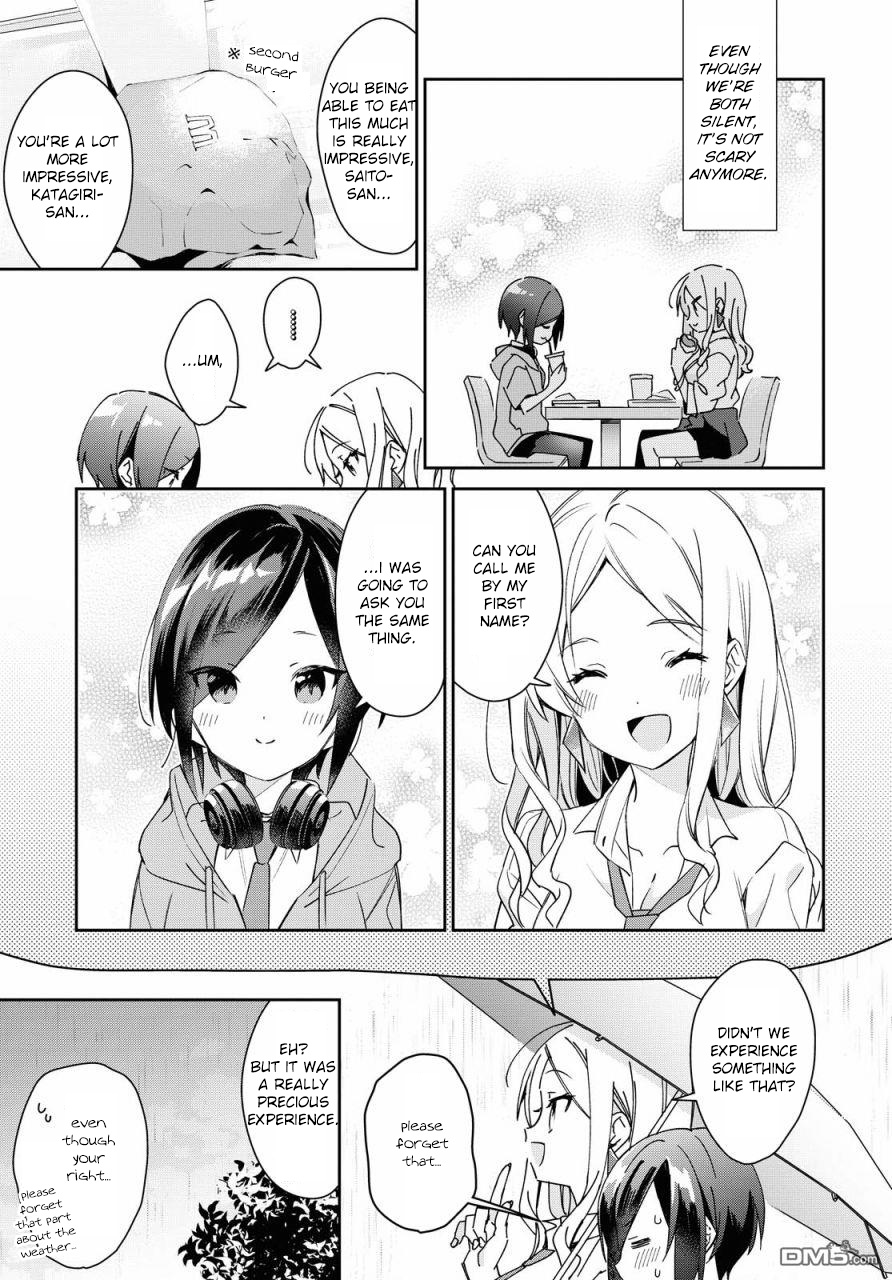 EVEN
THOUGH
WE'RE
BOTH
SILENT,
IT'S NOT
SCARY
ANYMORE.
※ second
Burger
YOU BEING
ABLE TO EAT
THIS MUCH
IS REALLY
IMPRESSIVE,
SAITO-
SAN...
YOU'RE A LOT
MORE
IMPRESSIVE,
KATAGIRI-
SAN...
...UM,
CAN YOU
CALL ME
BY MY
FIRST
NAME?
...I WAS
GOING TO
ASK YOU
THE SAME
THING.
DIDN'T WE
EXPERIENCE
SOMETHING
LIKE THAT?
please
forget
that...
EH?
BUT IT WAS
A REALLY
PRECIOUS
EXPERIENCE.
even
though
your
right...
please
forget
that part
about the
weather...
DM5.com